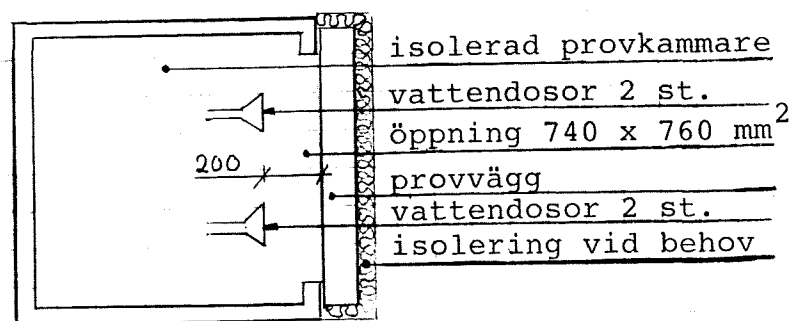 isolerad provkammare
vattendosor 2 st.
öppning 740 x 760 mm²
200
provvägg
vattendosor 2 st.
isolering vid behov